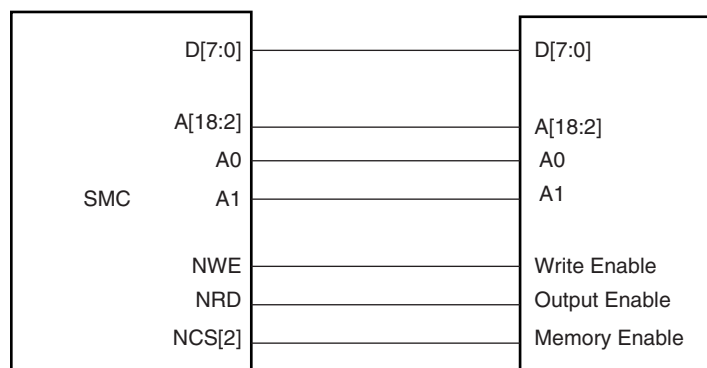 D[7:0] D[7:0]
A[18:2] A[18:2]
A0 A0
SMC A1 A1
NWE Write Enable
NRD Output Enable
NCS[2] Memory Enable